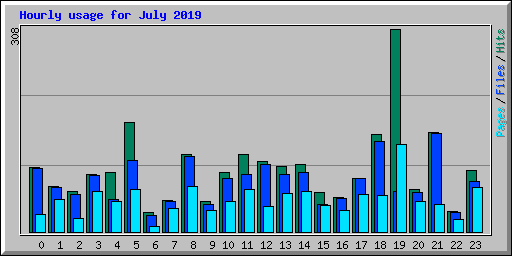 Hourly usage for July 2019
308
Pages / Files / Hits
0 1 2 3 4 5 6 7 8 9 10 11 12 13 14 15 16 17 18 19 20 21 22 23